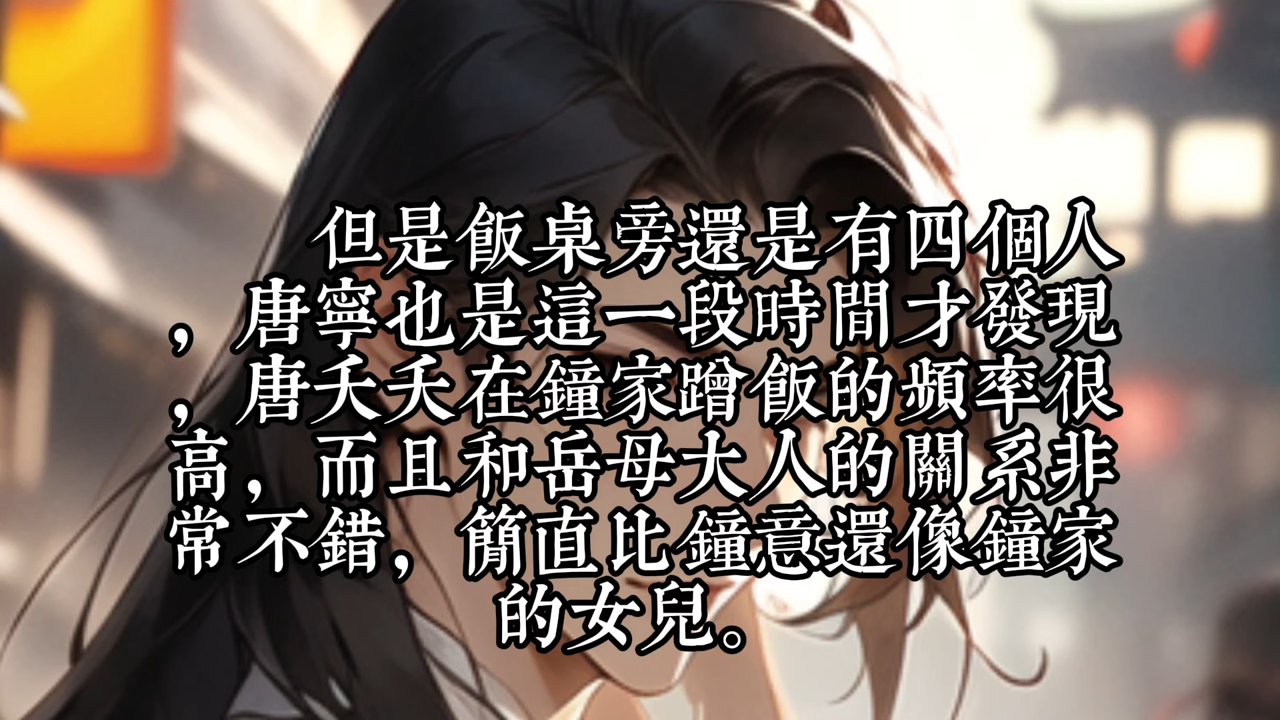 但是飯桌旁還是有四個人
，唐寧也是這一段時間才發現
，唐夭夭在鐘家蹭飯的頻率很
高，而且和岳母大人的關系非
常不錯，簡直比鐘意還像鐘家
的女兒。